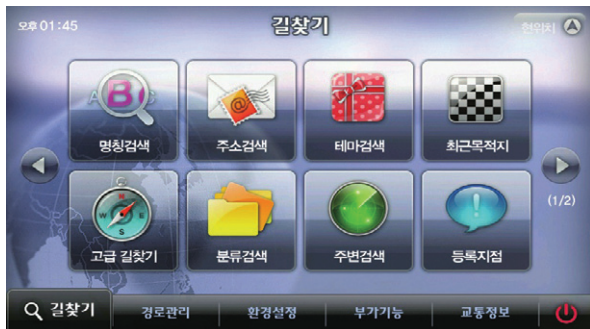 오후 01:45
길찾기
현위치
ABC
명칭검색
주소검색
테마검색
최근목적지
N
W E
S
@
고급 길찾기
분류검색
주변검색
등록지점
(1/2)
길찾기
경로관리
환경설정
부가기능
교통정보